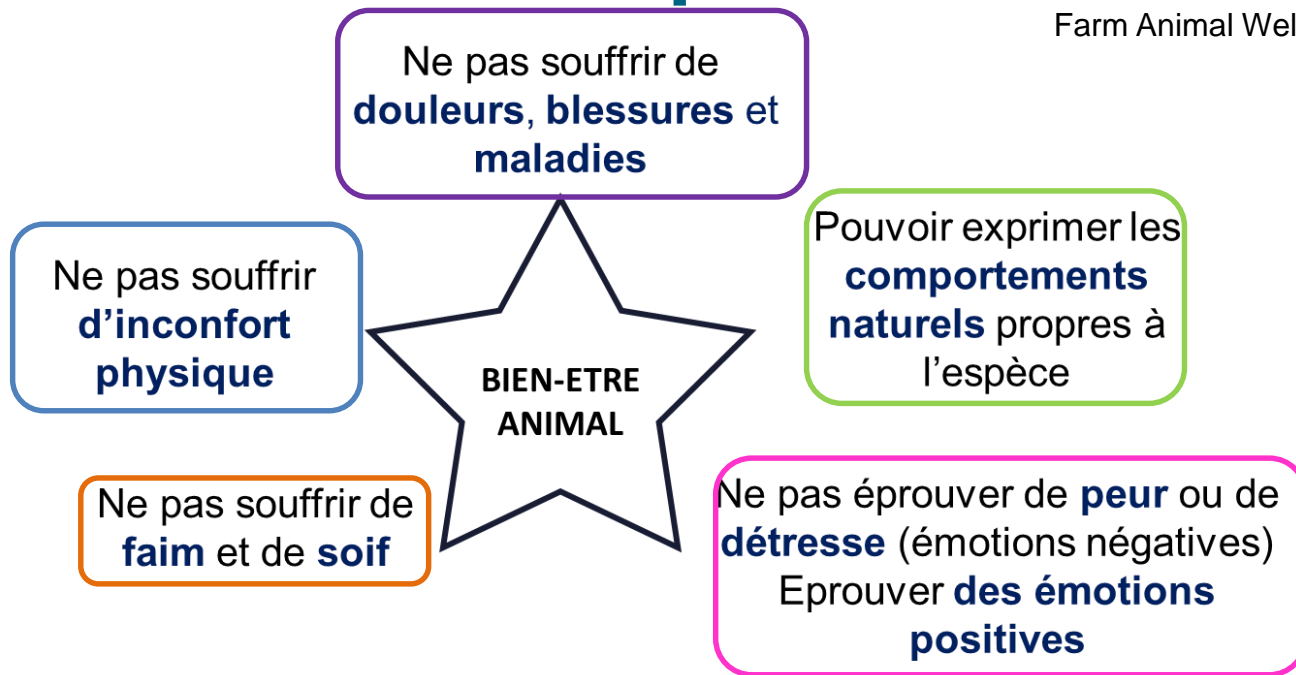 Farm Animal Wel
Ne pas souffrir de
douleurs, blessures et
maladies
Ne pas souffrir
d’inconfort
physique
Pouvoir exprimer les
comportements
naturels propres à
l’espèce
BIEN-ETRE
ANIMAL
Ne pas souffrir de
faim et de soif
Ne pas éprouver de peur ou de
détresse (émotions négatives)
Eprouver des émotions
positives